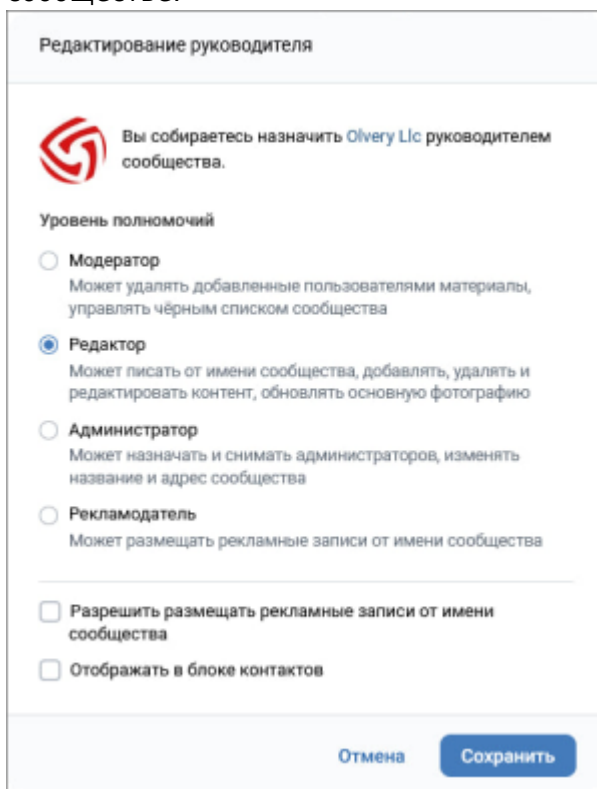 Редактирование руководителя
Вы собираетесь назначить Olvery Llc руководителем
сообщества.
Уровень полномочий
Модератор
Может удалять добавленные пользователями материалы,
управлять чёрным списком сообщества
Редактор
Может писать от имени сообщества, добавлять, удалять и
редактировать контент, обновлять основную фотографию
Администратор
Может назначать и снимать администраторов, изменять
название и адрес сообщества
Рекламодатель
Может размещать рекламные записи от имени сообщества
Разрешить размещать рекламные записи от имени
сообщества
Отображать в блоке контактов
Отмена Сохранить